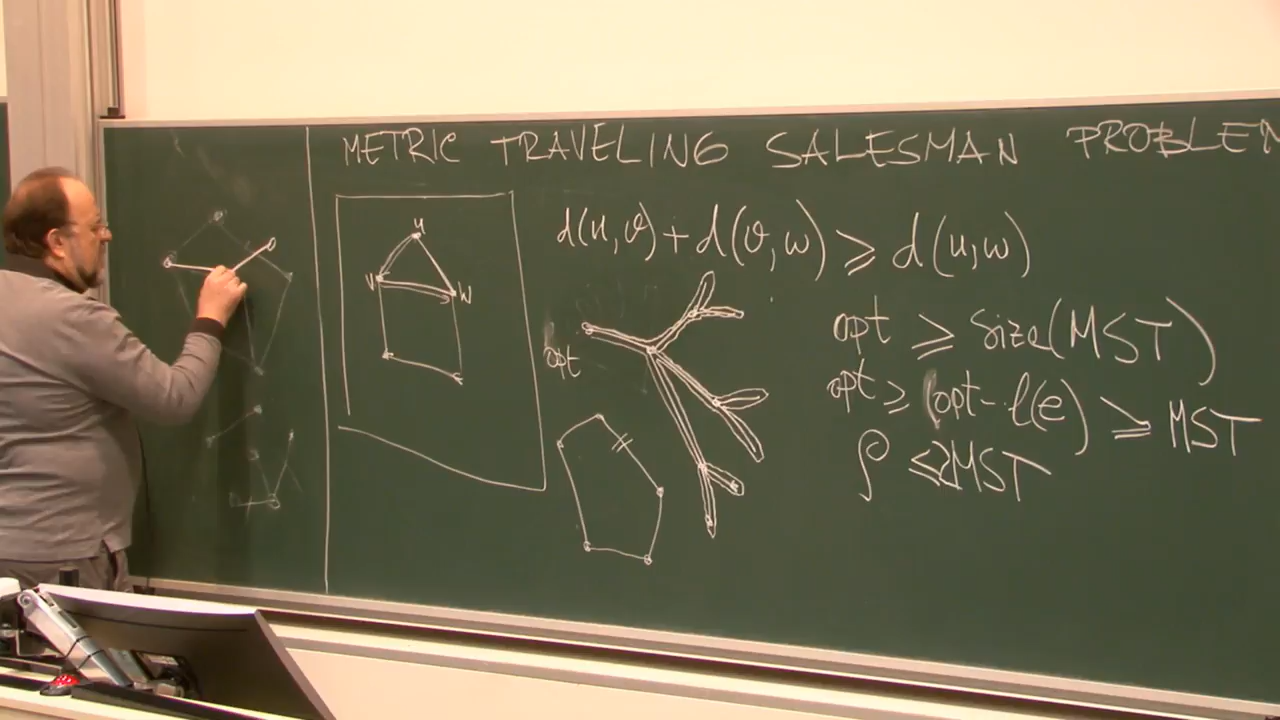 METRIC TRAVELING SALESMAN PROBLEM
d(u,v)+d(v,w) ≥ d(u,w)
u
v
w
opt
opt ≥ size(MST)
opt ≥ (opt - l(e)) ≥ MST
ρ ≤ 2MST